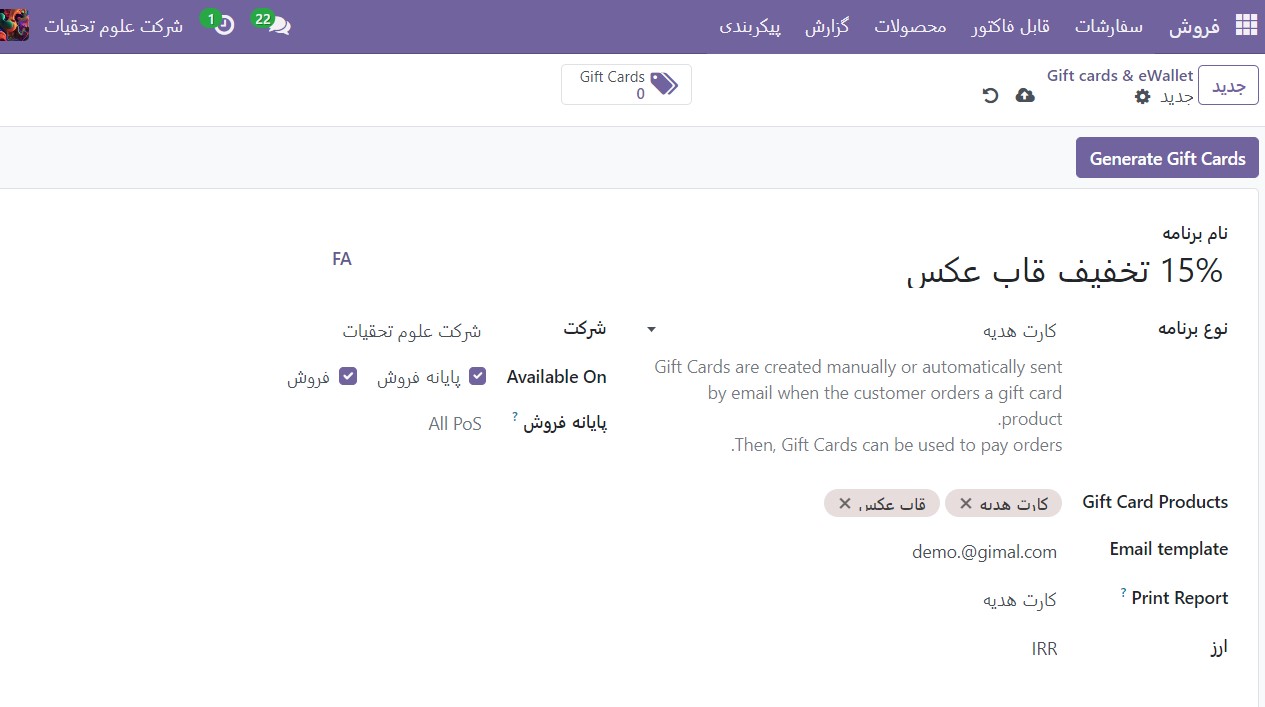 فروش سفارشات قابل فاکتور محصولات گزارش پیکربندی 22 1 شرکت علوم تحقیات
جدید Gift cards & eWallet Gift Cards
جدید 0
Generate Gift Cards
نام برنامه
15% تخفیف قاب عکس FA
نوع برنامه کارت هدیه
Gift Cards are created manually or automatically sent
by email when the customer orders a gift card
.product
.Then, Gift Cards can be used to pay orders
شرکت شرکت علوم تحقیات
Available On پایانه فروش فروش
پایانه فروش ? All PoS
Gift Card Products کارت هدیه قاب عکس
Email template demo.@gimal.com
Print Report ? کارت هدیه
ارز IRR